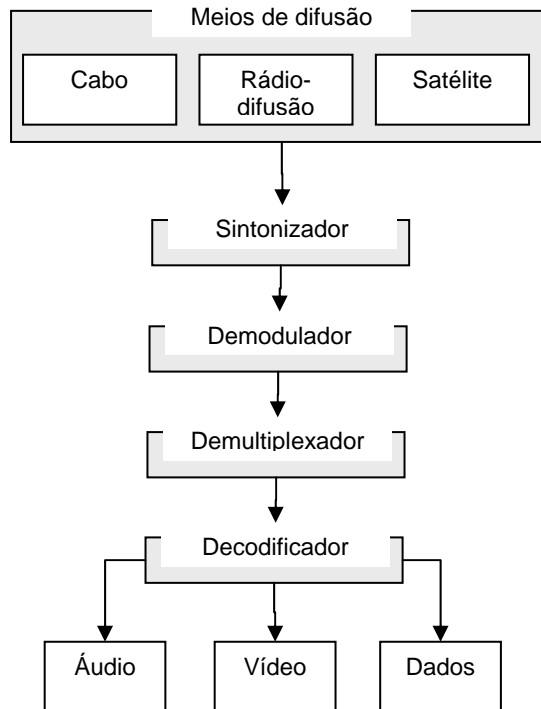 Meios de difusão
Cabo
Rádio-
difusão
Satélite
Sintonizador
Demodulador
Demultiplexador
Decodificador
Áudio
Vídeo
Dados